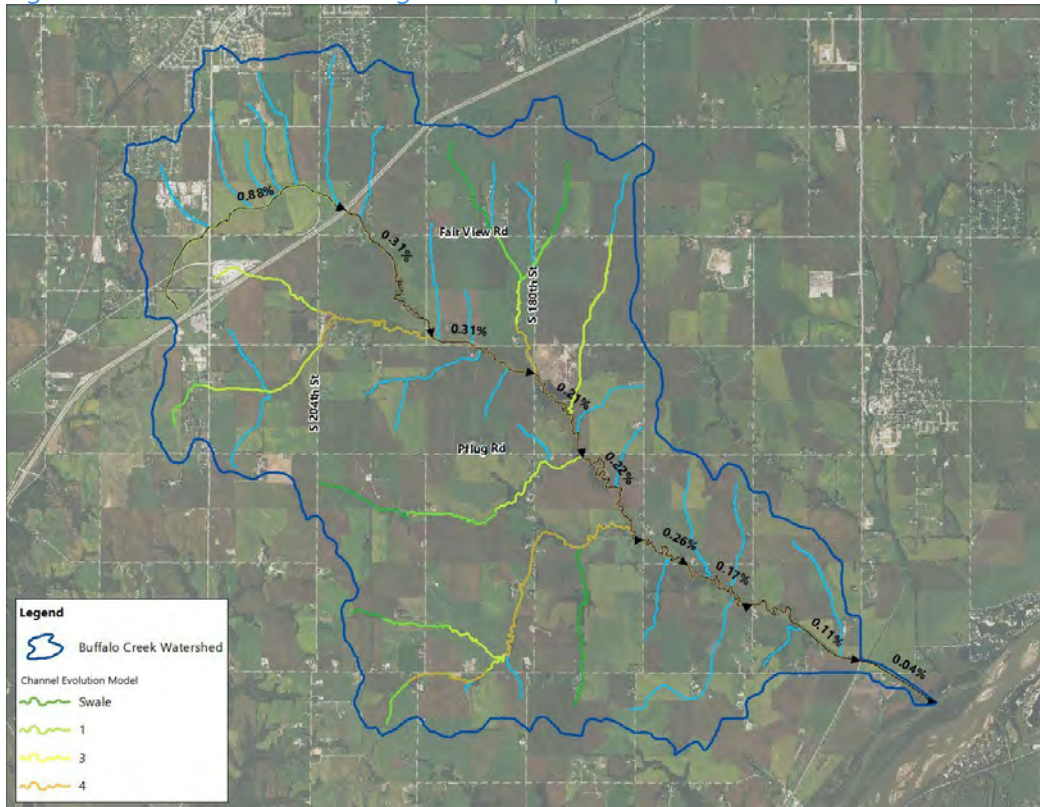 0.88%
0.31%
Fair View Rd
S 180th St
0.31%
S 204th St
0.21%
Pflug Rd
0.22%
0.26%
0.17%
0.11%
0.04%
Legend
Buffalo Creek Watershed
Channel Evolution Model
Swale
1
3
4